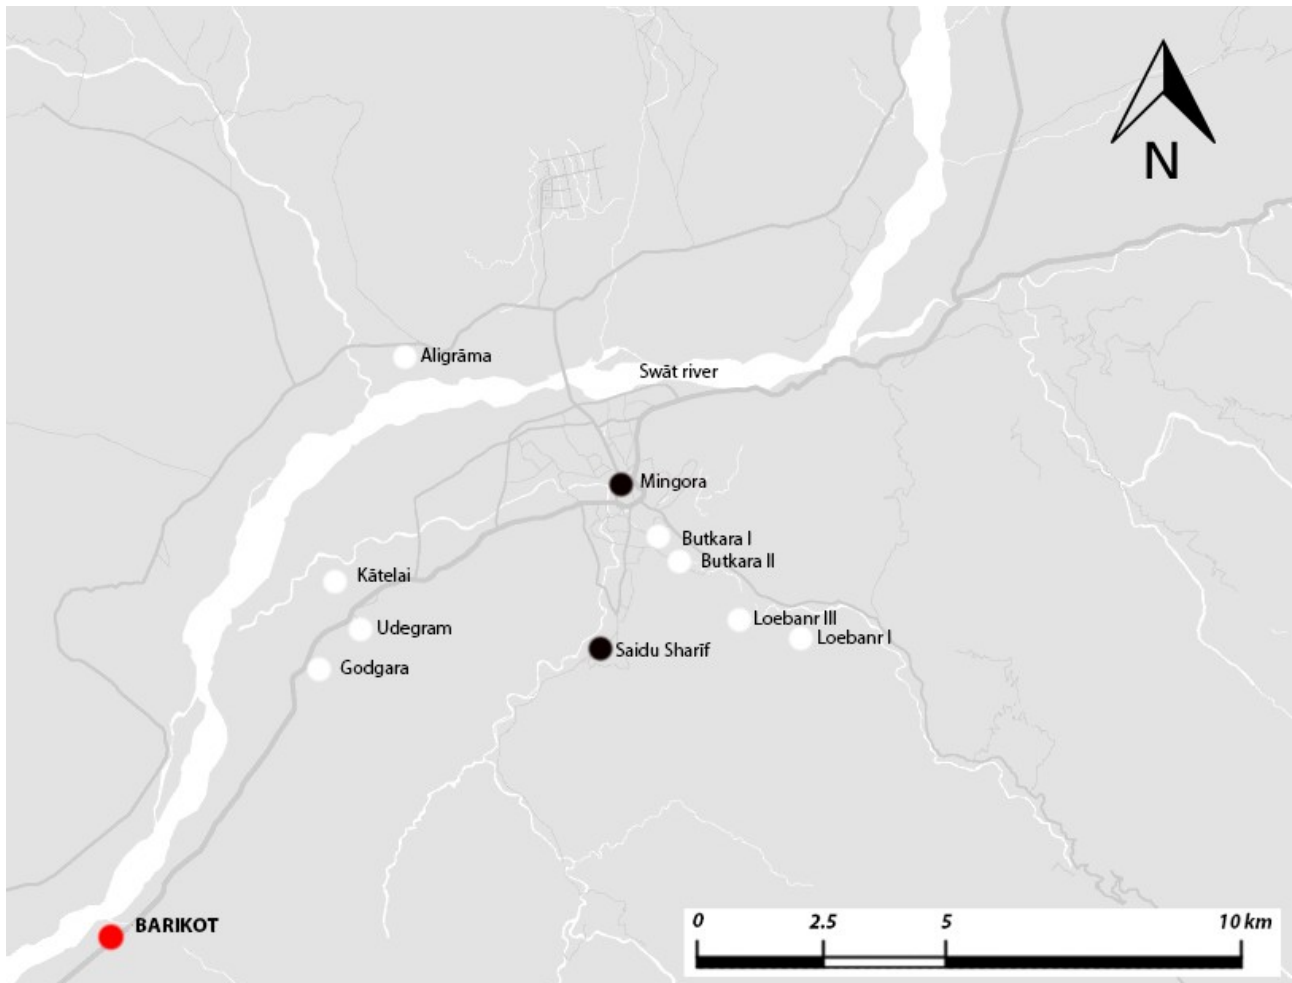 N
Aligrāma
Swāt river
Mingora
Butkara I
Butkara II
Kātelai
Loebanr III
Udegram
Loebanr I
Saidu Sharīf
Godgara
BARIKOT
0 2.5 5 10 km